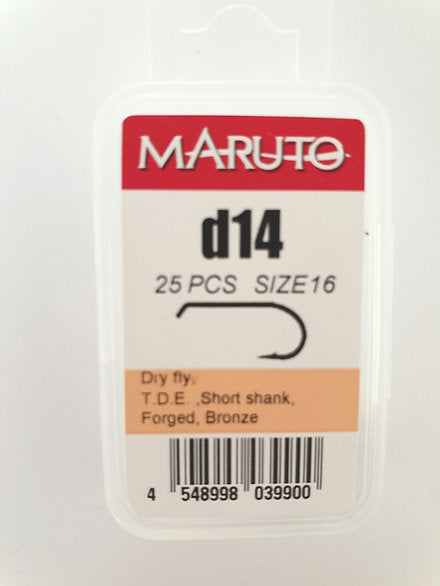 MARUTO
d14
25 PCS SIZE16
Dry fly,
T.D.E. ,Short shank,
Forged, Bronze
4 548998 039900